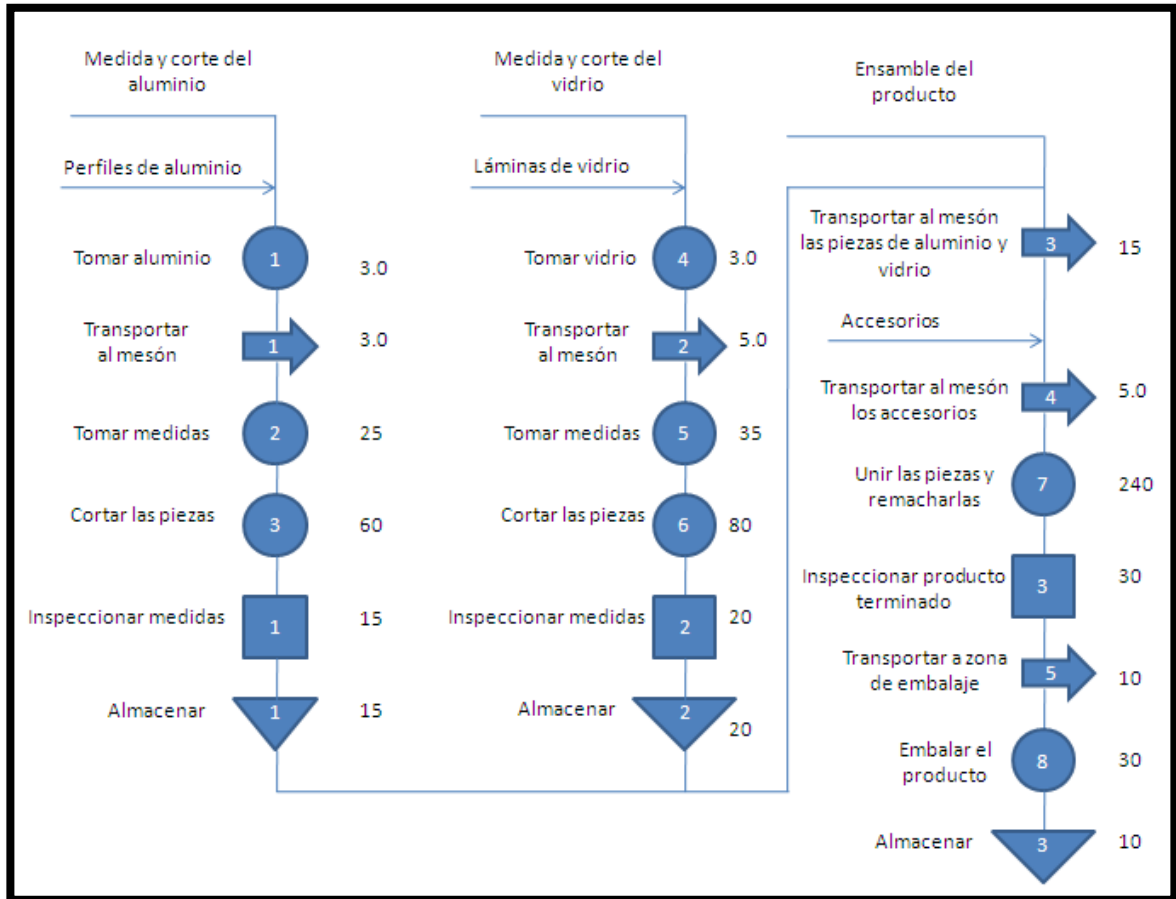 Medida y corte del
aluminio
Perfiles de aluminio
Tomar aluminio
1
3.0
Transportar
al mesón
1
3.0
Tomar medidas
2
25
Cortar las piezas
3
60
Inspeccionar medidas
1
15
Almacenar
1
15
Medida y corte del
vidrio
Láminas de vidrio
Tomar vidrio
4
3.0
Transportar
al mesón
2
5.0
Tomar medidas
5
35
Cortar las piezas
6
80
Inspeccionar medidas
2
20
Almacenar
2
20
Ensamble del
producto
Transportar al mesón
las piezas de aluminio y
vidrio
3
15
Accesorios
Transportar al mesón
los accesorios
4
5.0
Unir las piezas y
remacharlas
7
240
Inspeccionar producto
terminado
3
30
Transportar a zona
de embalaje
5
10
Embalar el
producto
8
30
Almacenar
3
10